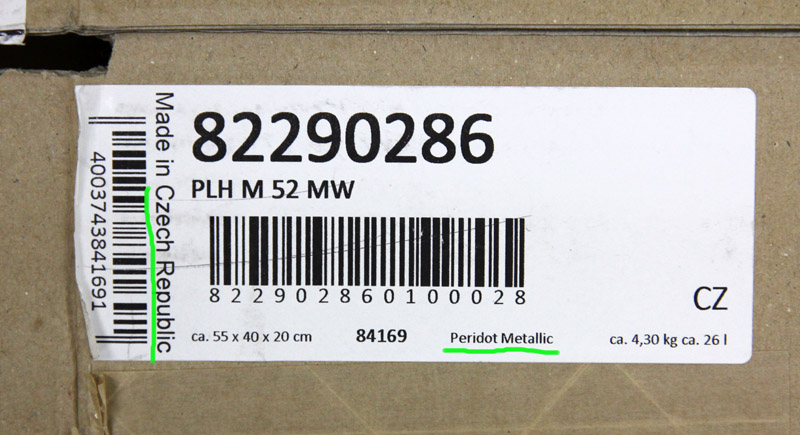 Made in Czech Republic
4003743841691
82290286
PLH M 52 MW
822902860100028
CZ
ca. 55 x 40 x 20 cm 84169 Peridot Metallic ca. 4,30 kg ca. 26 l